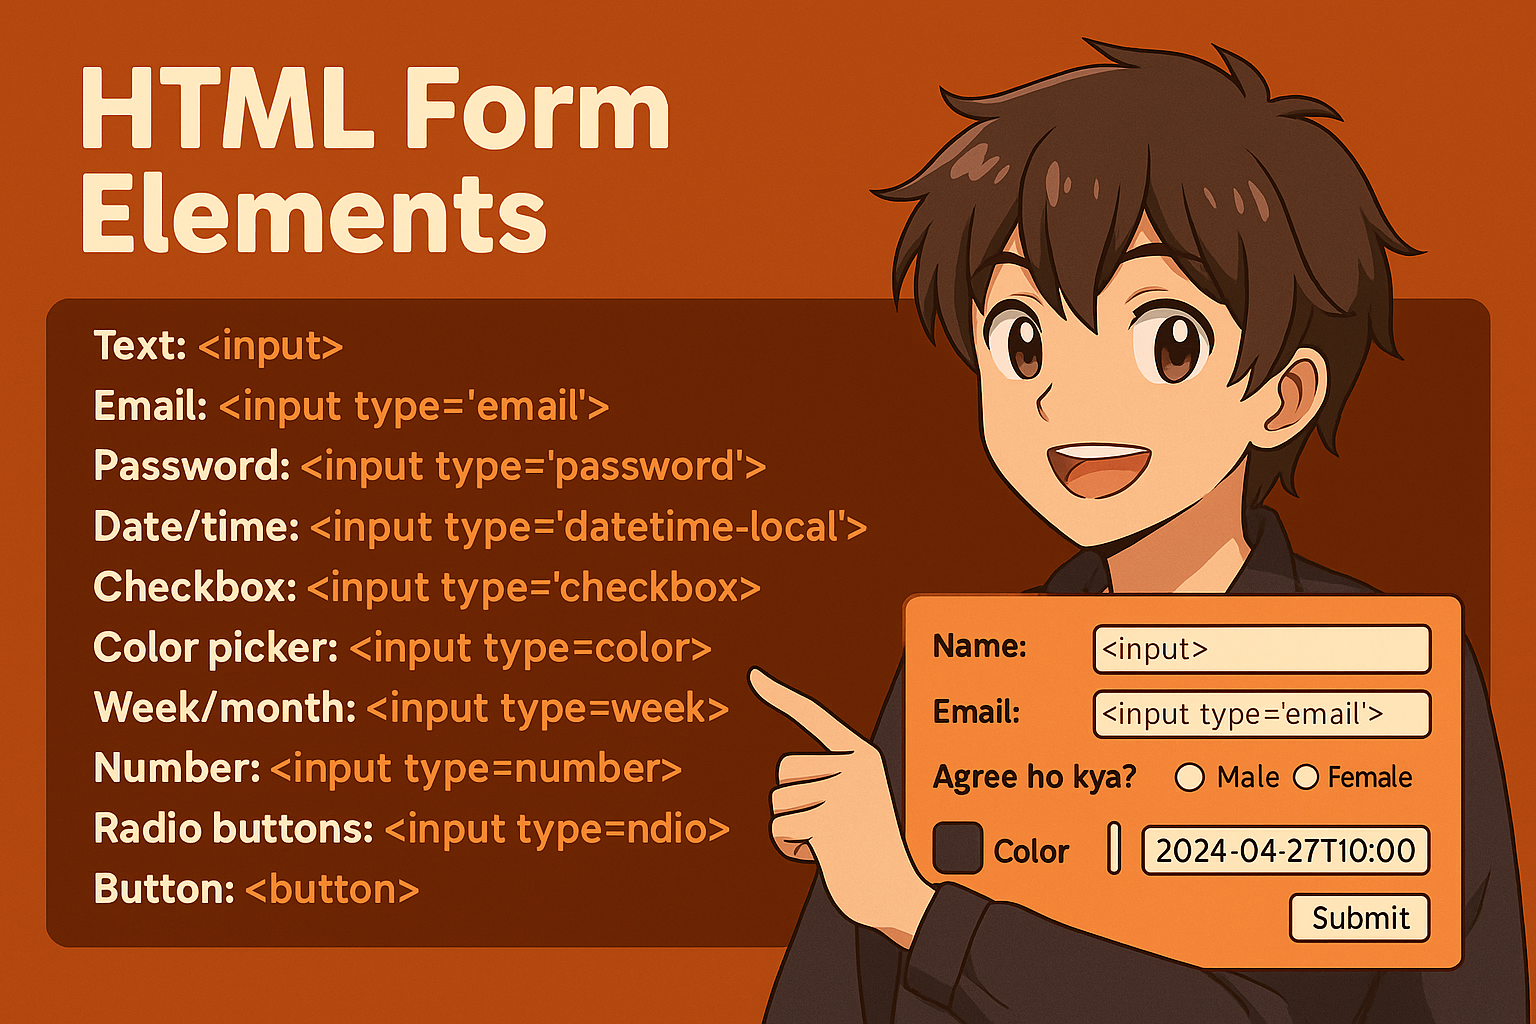 HTML Form
Elements
Text: <input>
Email: <input type='email'>
Password: <input type='password'>
Date/time: <input type='datetime-local'>
Checkbox: <input type='checkbox>
Color picker: <input type=color>
Week/month: <input type=week>
Number: <input type=number>
Radio buttons: <input type=ndio>
Button: <button>
Name: <input>
Email: <input type='email'>
Agree ho kya? Male Female
Color 2024-04-27T10:00
Submit